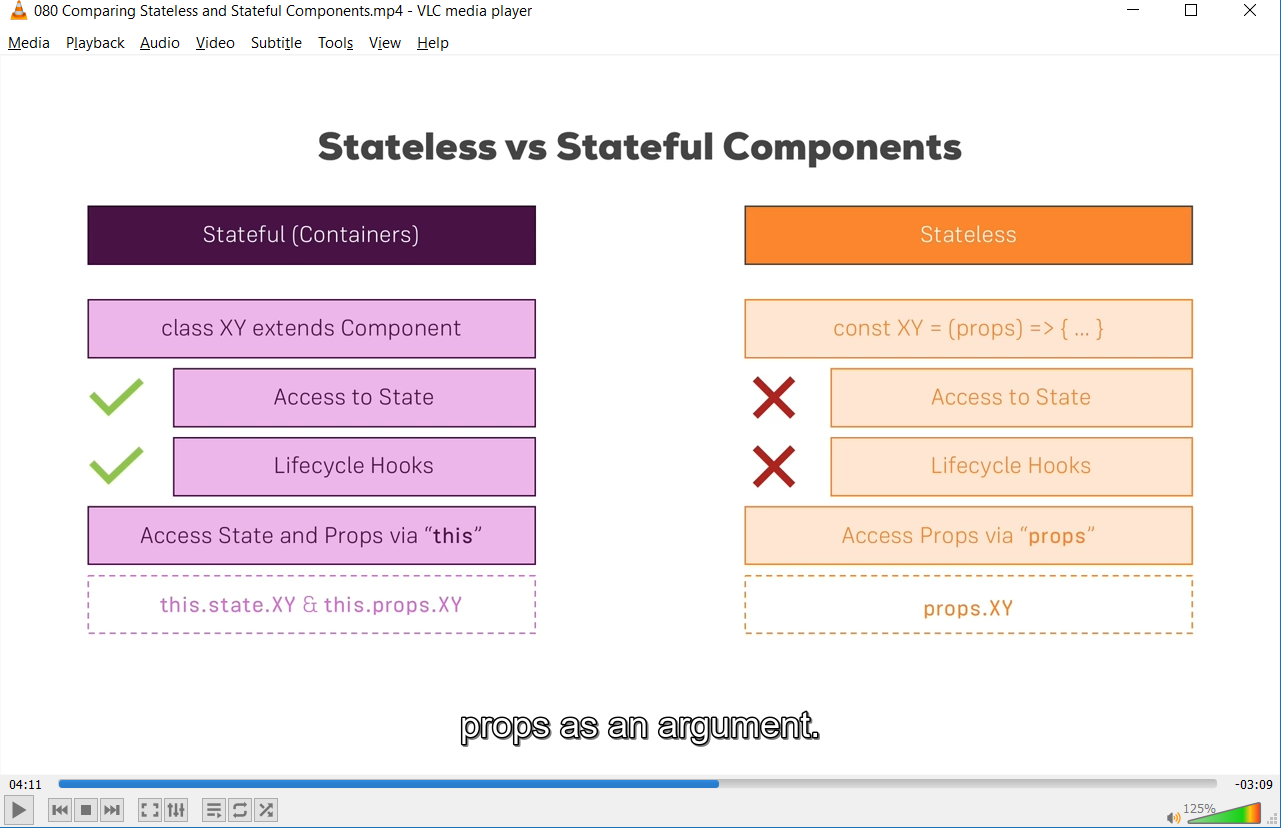 080 Comparing Stateless and Stateful Components.mp4 - VLC media player
Media Playback Audio Video Subtitle Tools View Help
Stateless vs Stateful Components
Stateful (Containers)
Stateless
class XY extends Component
const XY = (props) => { ... }
Access to State
Access to State
Lifecycle Hooks
Lifecycle Hooks
Access State and Props via “this”
Access Props via “props”
this.state.XY & this.props.XY
props.XY
props as an argument.
04:11
-03:09
125%